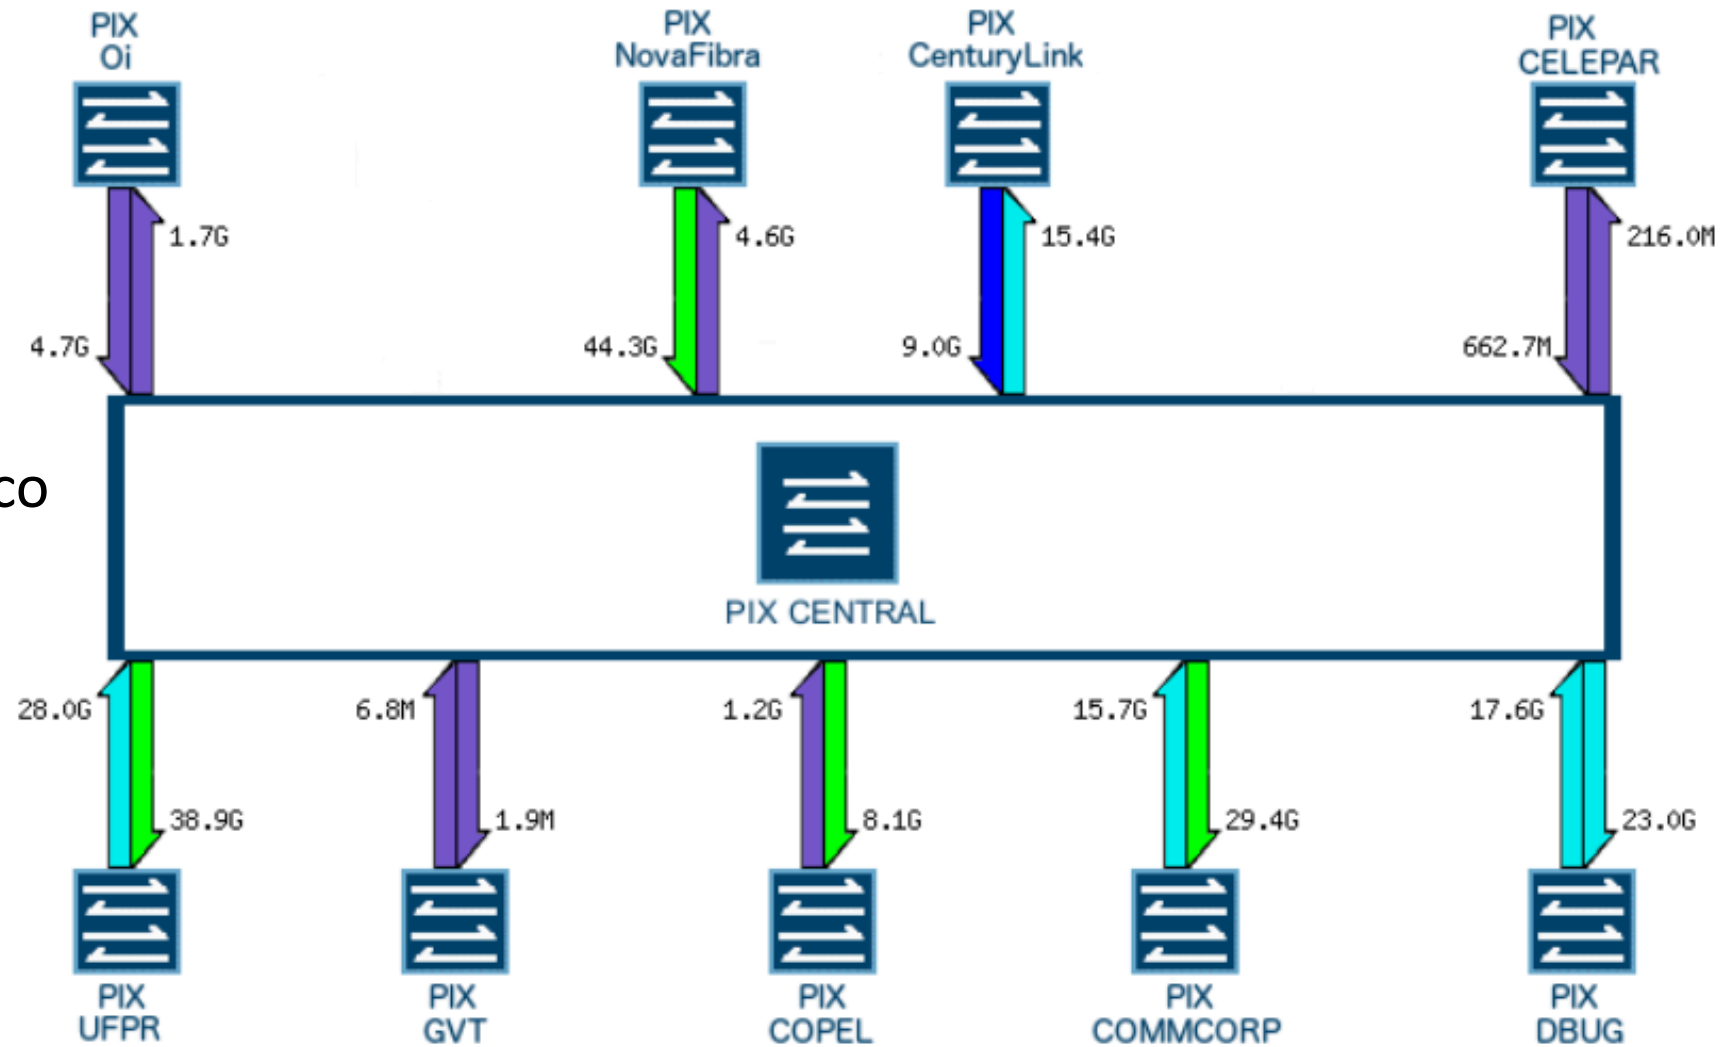 PIX
Oi
PIX
NovaFibra
PIX
CenturyLink
PIX
CELEPAR
1.7G
4.6G
15.4G
216.0M
4.7G
44.3G
9.0G
662.7M
co
PIX CENTRAL
28.0G
6.8M
1.2G
15.7G
17.6G
38.9G
1.9M
8.1G
29.4G
23.0G
PIX
UFPR
PIX
GVT
PIX
COPEL
PIX
COMMCORP
PIX
DBUG